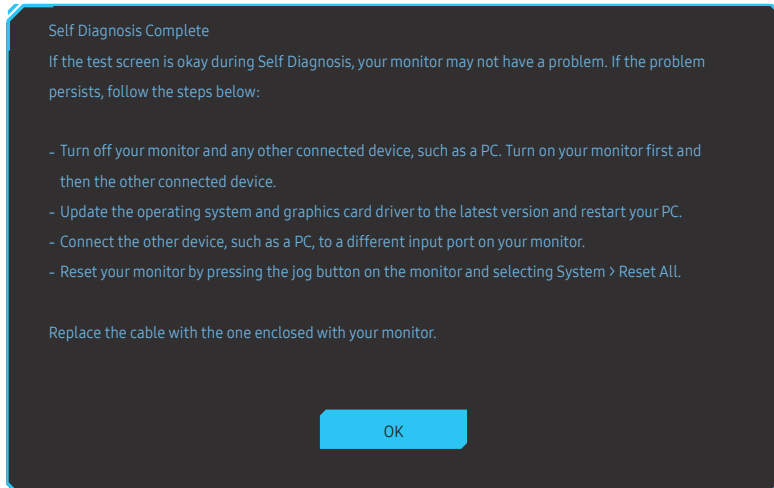 Self Diagnosis Complete
If the test screen is okay during Self Diagnosis, your monitor may not have a problem. If the problem
persists, follow the steps below:
- Turn off your monitor and any other connected device, such as a PC. Turn on your monitor first and
then the other connected device.
- Update the operating system and graphics card driver to the latest version and restart your PC.
- Connect the other device, such as a PC, to a different input port on your monitor.
- Reset your monitor by pressing the jog button on the monitor and selecting System > Reset All.
Replace the cable with the one enclosed with your monitor.
OK